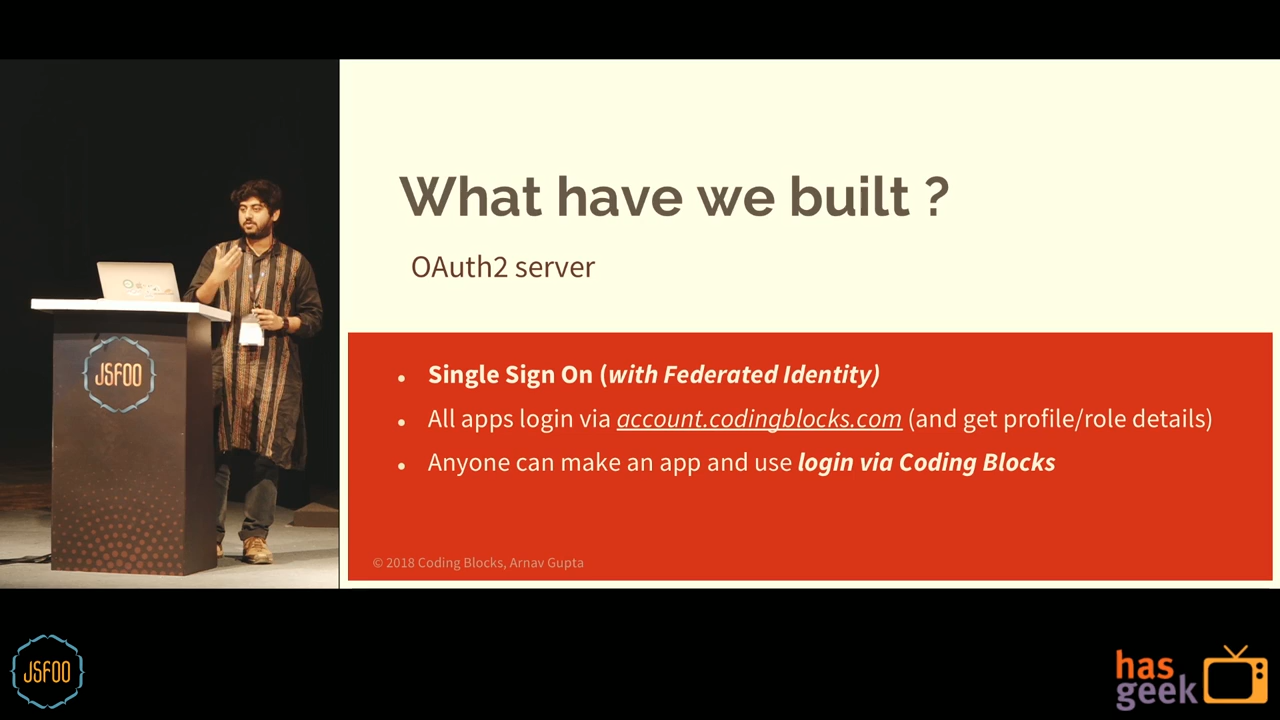 What have we built ?
OAuth2 server
Single Sign On (with Federated Identity)
All apps login via account.codingblocks.com (and get profile/role details)
Anyone can make an app and use login via Coding Blocks
© 2018 Coding Blocks, Arnav Gupta
JSFOO
JSFOO
has
geek